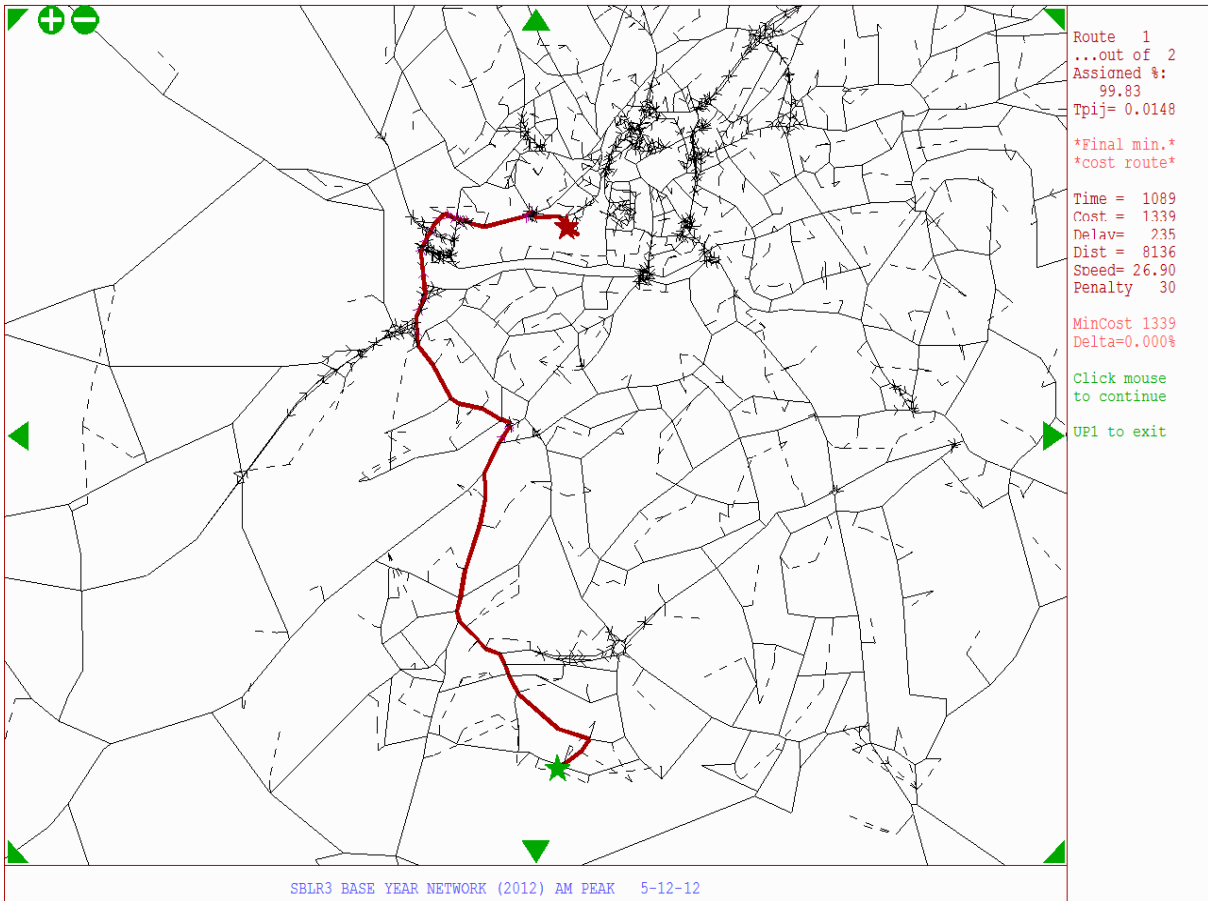 Route 1
...out of 2
Assigned %:
99.83
Tpij= 0.0148
*Final min.*
*cost route*
Time = 1089
Cost = 1339
Delay = 235
Dist = 8136
Speed= 26.90
Penalty 30
MinCost 1339
Delta=0.000%
Click mouse
to continue
UP1 to exit
SBLR3 BASE YEAR NETWORK (2012) AM PEAK 5-12-12